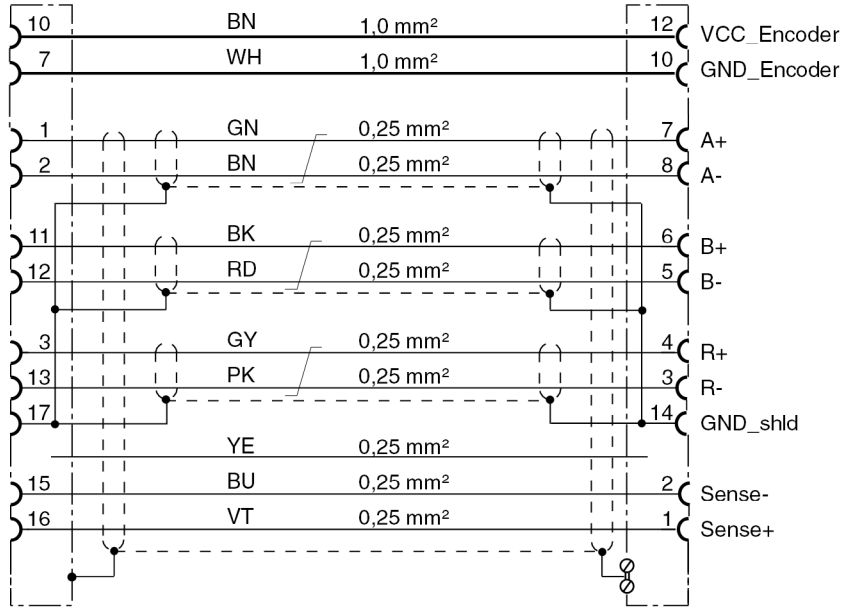 10 BN 1,0 mm² 12 VCC_Encoder
7 WH 1,0 mm² 10 GND_Encoder
1 GN 0,25 mm² 7 A+
2 BN 0,25 mm² 8 A-
11 BK 0,25 mm² 6 B+
12 RD 0,25 mm² 5 B-
3 GY 0,25 mm² 4 R+
13 PK 0,25 mm² 3 R-
17 14 GND_shld
YE 0,25 mm²
15 BU 0,25 mm² 2 Sense-
16 VT 0,25 mm² 1 Sense+